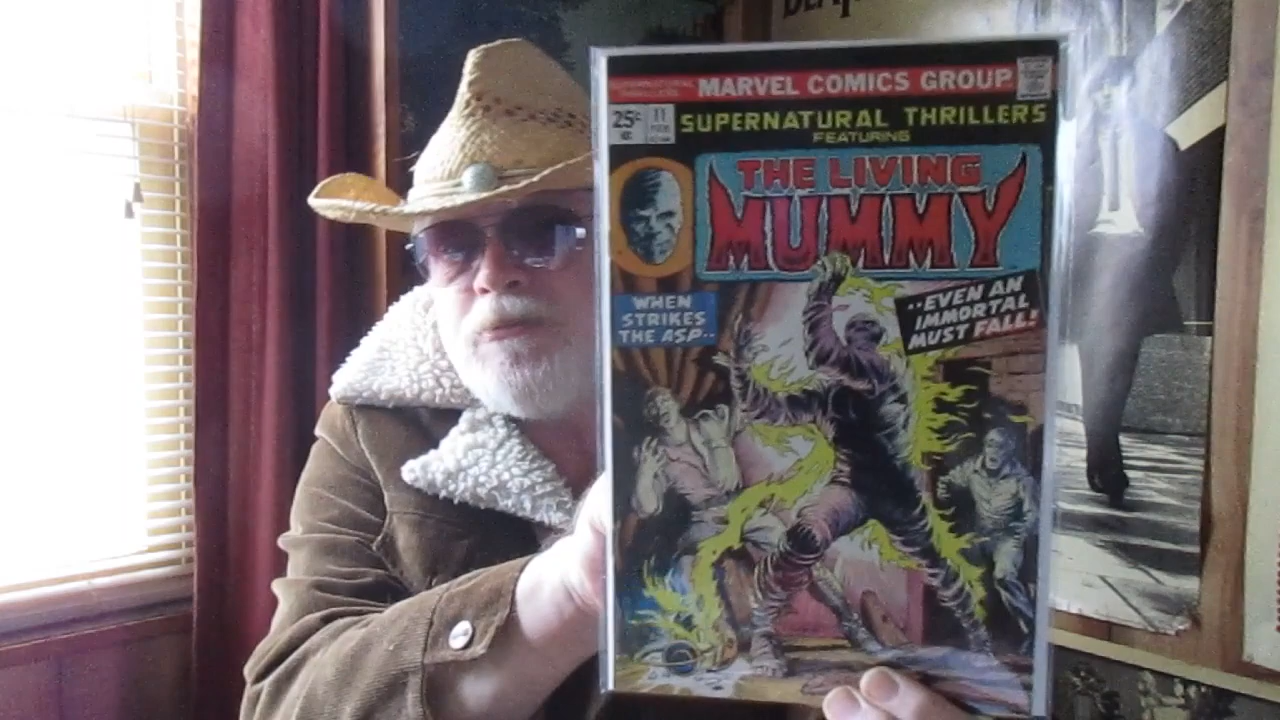 MARVEL COMICS GROUP
25¢ 11
SUPERNATURAL THRILLERS
FEATURING
THE LIVING
MUMMY
WHEN
STRIKES
THE ASP..
..EVEN AN
IMMORTAL
MUST FALL!